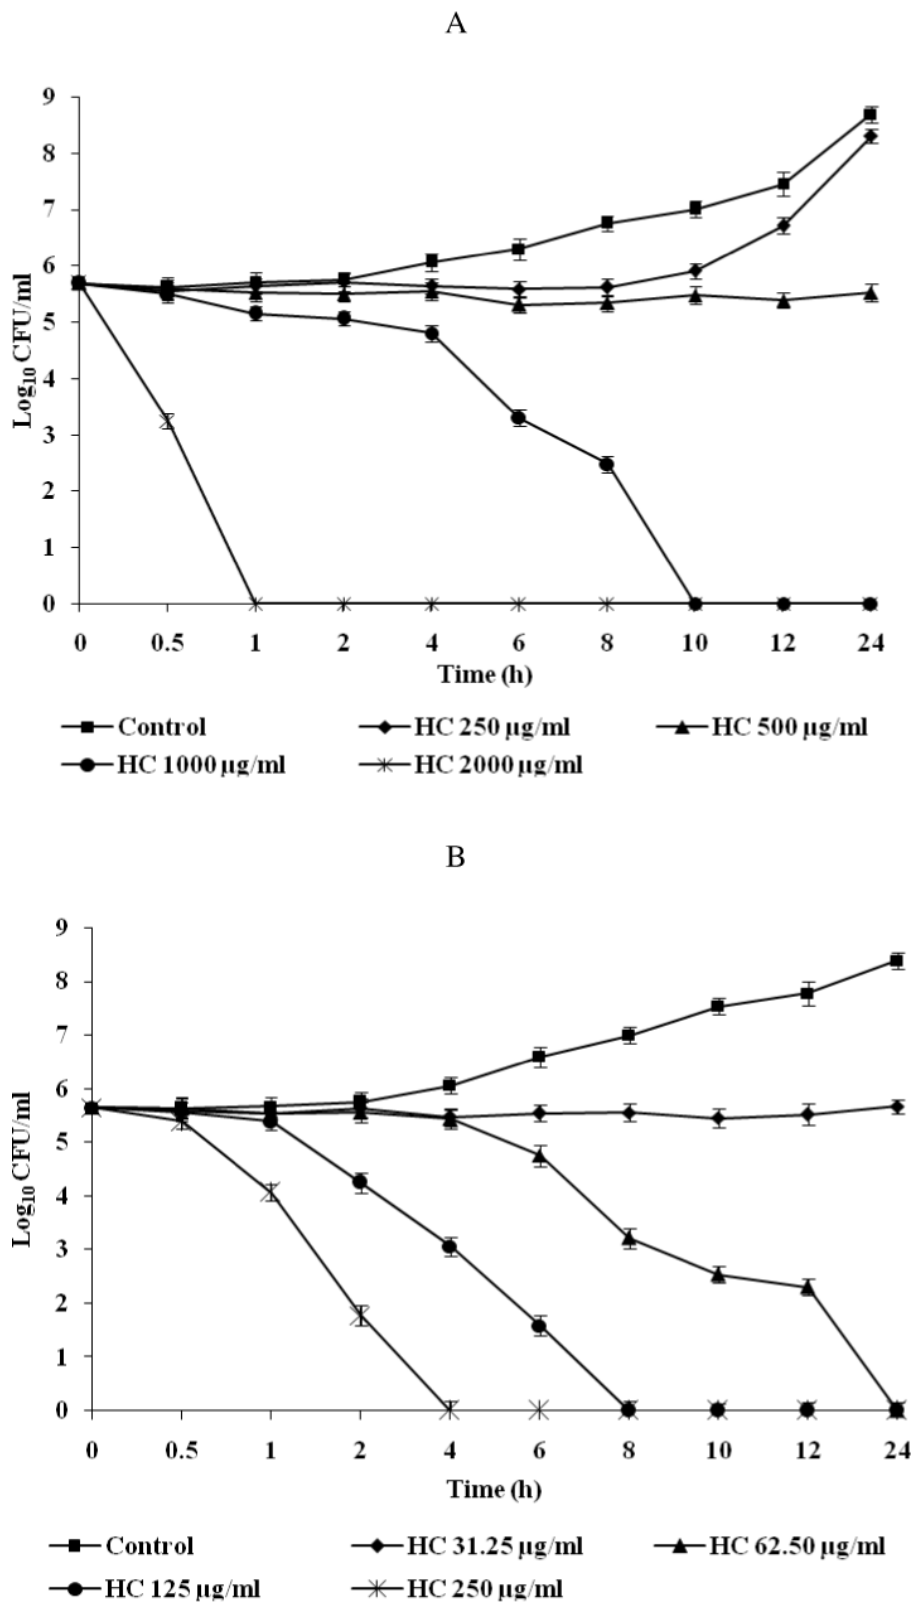 A
9
8
7
6
5
4
3
2
1
0
Log10 CFU/ml
0 0.5 1 2 4 6 8 10 12 24
Time (h)
Control HC 250 µg/ml HC 500 µg/ml
HC 1000 µg/ml HC 2000 µg/ml
B
9
8
7
6
5
4
3
2
1
0
Log10 CFU/ml
0 0.5 1 2 4 6 8 10 12 24
Time (h)
Control HC 31.25 µg/ml HC 62.50 µg/ml
HC 125 µg/ml HC 250 µg/ml